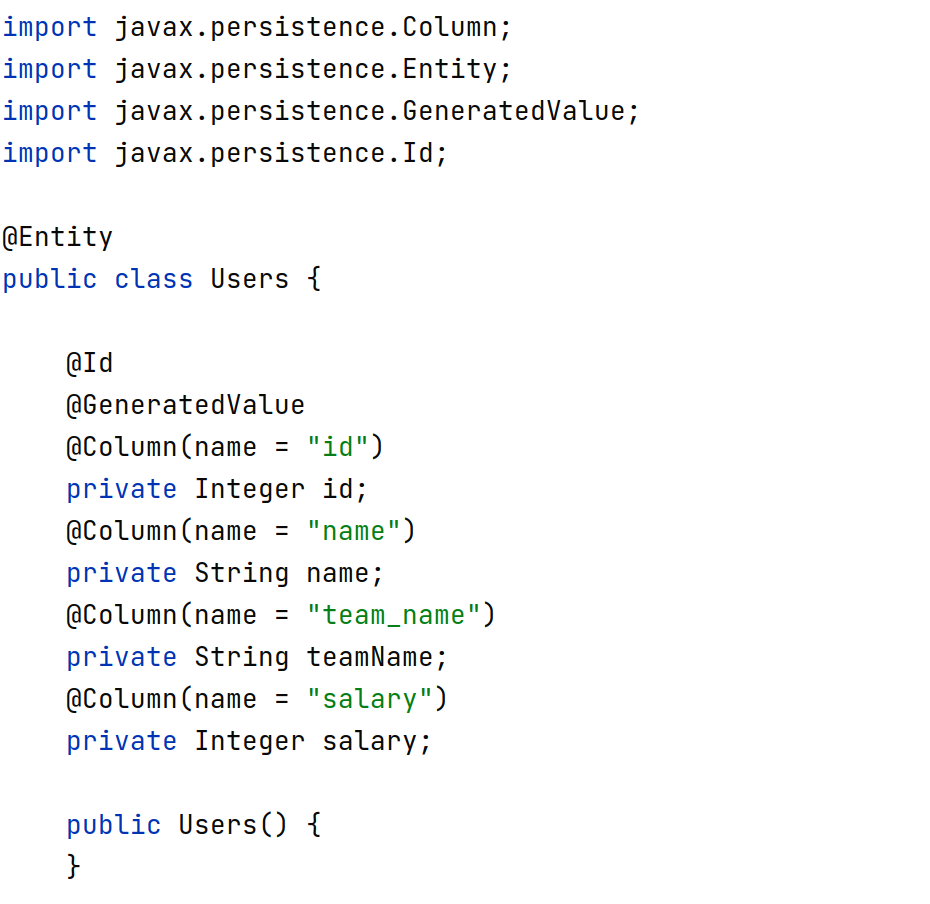 import javax.persistence.Column;
import javax.persistence.Entity;
import javax.persistence.GeneratedValue;
import javax.persistence.Id;

@Entity
public class Users {

    @Id
    @GeneratedValue
    @Column(name = "id")
    private Integer id;
    @Column(name = "name")
    private String name;
    @Column(name = "team_name")
    private String teamName;
    @Column(name = "salary")
    private Integer salary;

    public Users() {
    }